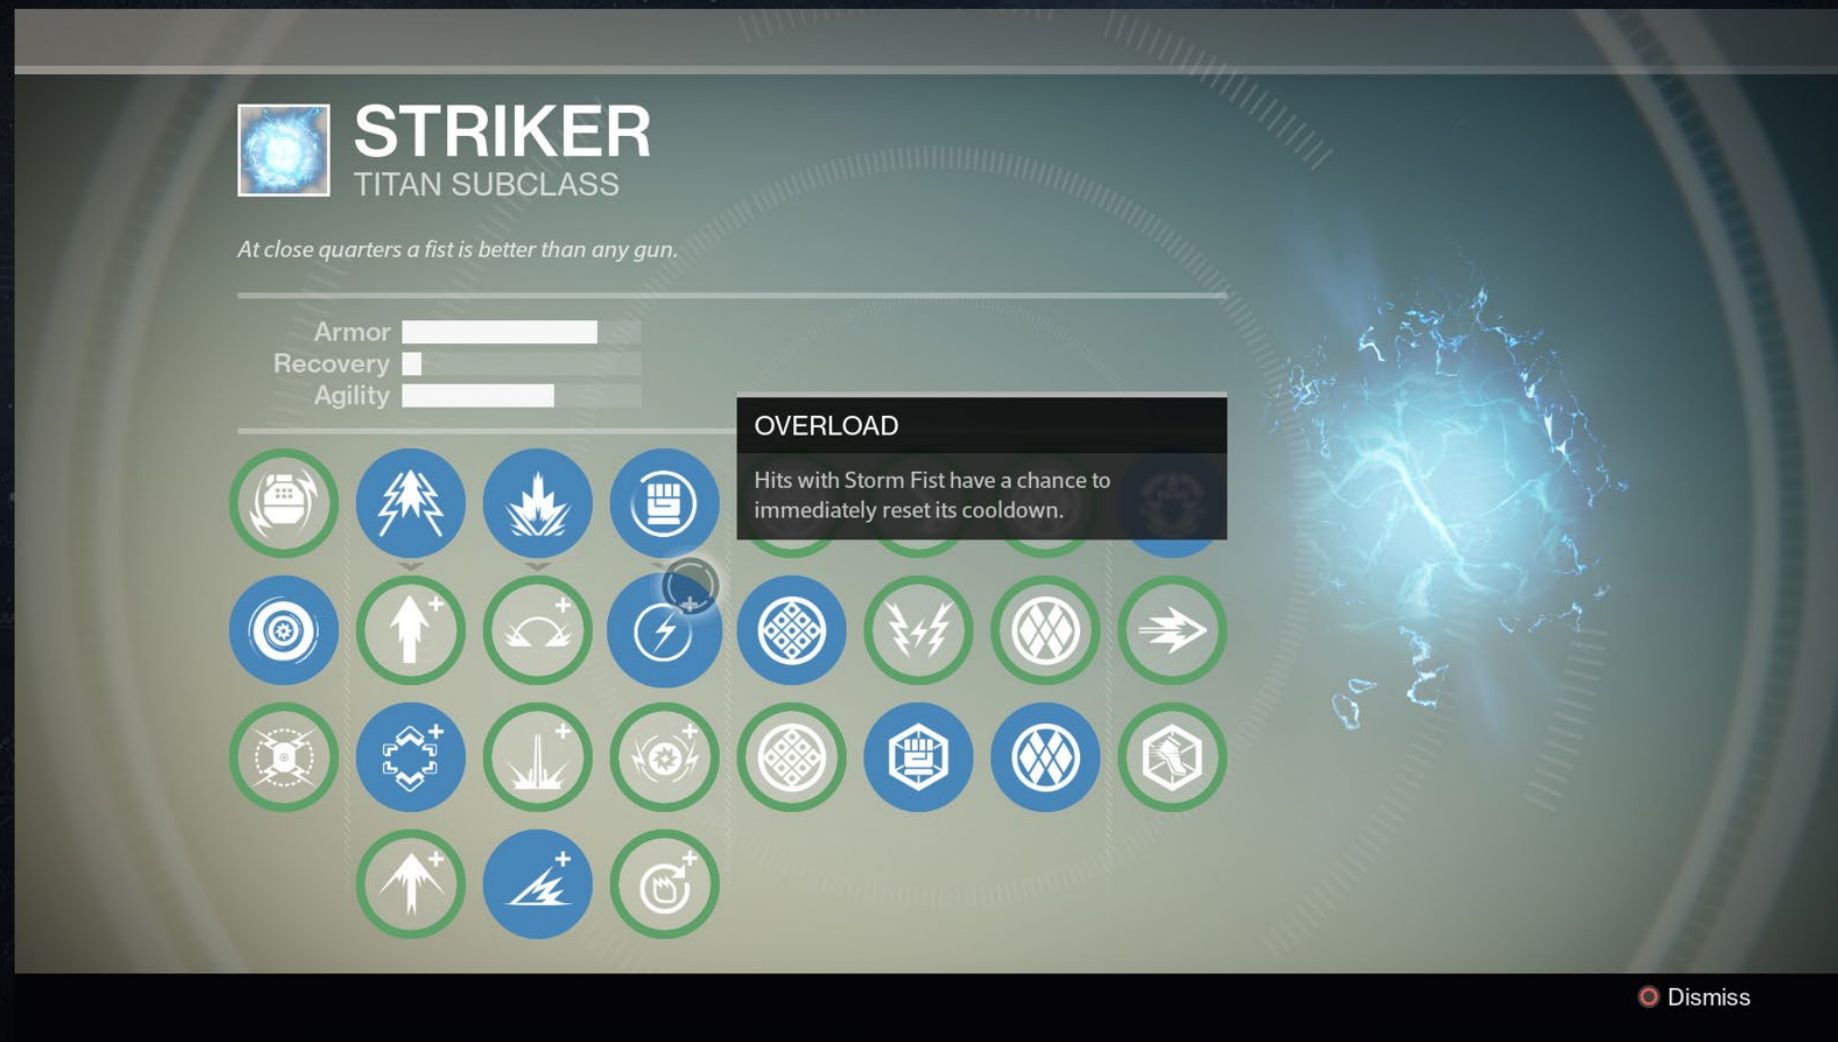 STRIKER
TITAN SUBCLASS
At close quarters a fist is better than any gun.
Armor
Recovery
Agility
OVERLOAD
Hits with Storm Fist have a chance to
immediately reset its cooldown.
Dismiss